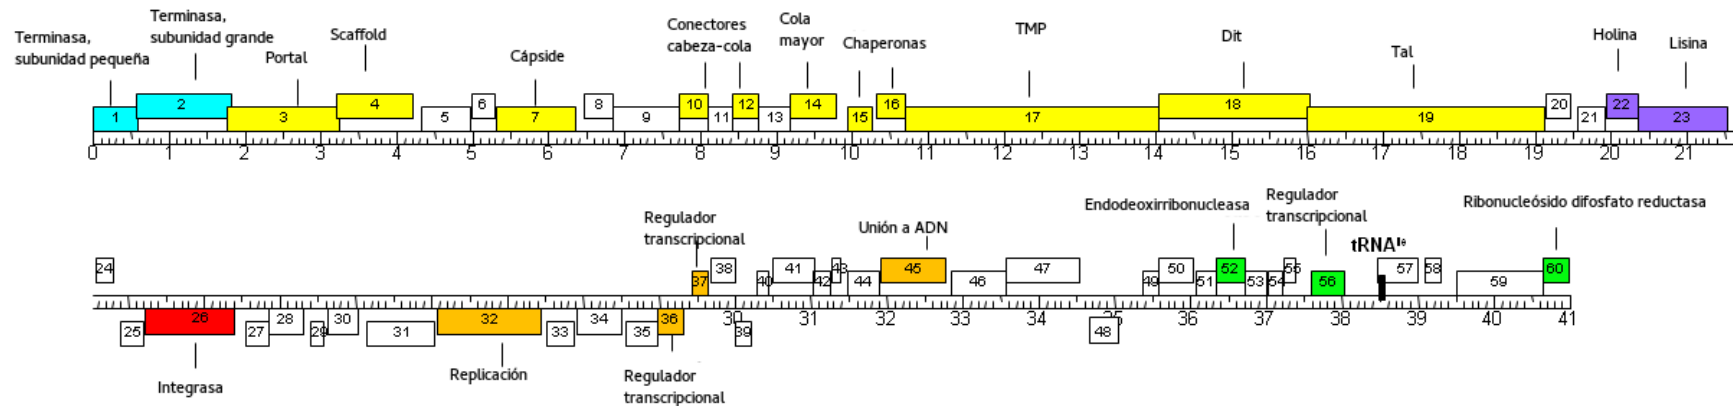 Terminasa,
subunidad pequeña
Terminasa,
subunidad grande
Portal
Scaffold
Cápside
Conectores
cabeza-cola
Cola
mayor
Chaperonas
TMP
Dit
Tal
Holina
Lisina
1 2 3 4 5 6 7 8 9 10 11 12 13 14 15 16 17 18 19 20 21 22 23
0 1 2 3 4 5 6 7 8 9 10 11 12 13 14 15 16 17 18 19 20 21
Regulador
transcripcional
Unión a ADN
Endodeoxirribonucleasa
Regulador
transcripcional
tRNA
Ribonucleósido difosfato reductasa
24 37 38 40 41 42 43 44 45 46 47 49 50 51 52 53 54 55 56 57 58 59 60
30 31 32 33 34 35 36 37 38 39 40 41
25 26 27 28 29 30 31 32 33 34 35 36 39 48
Integrasa
Replicación
Regulador
transcripcional